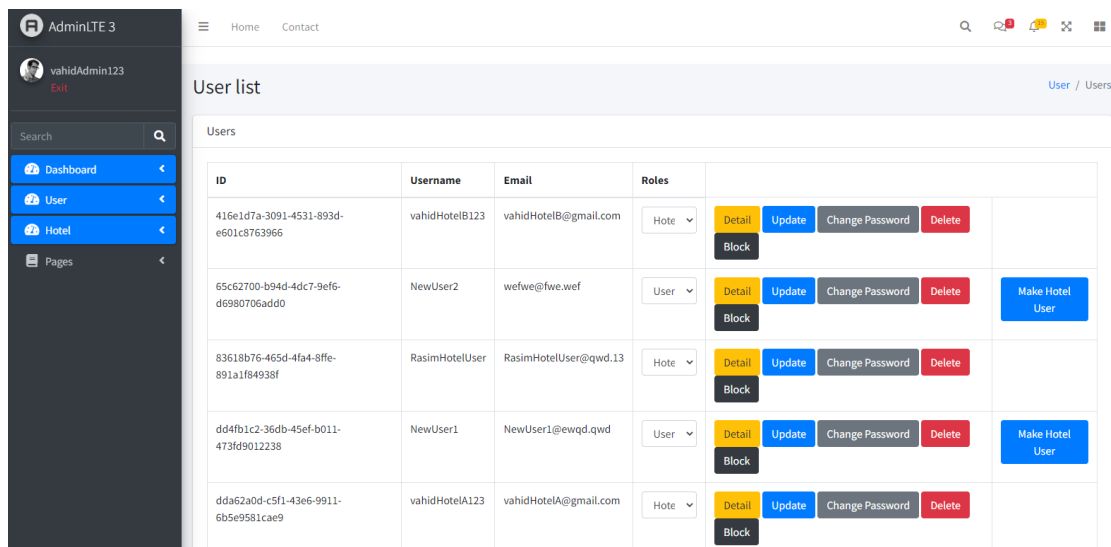 AdminLTE 3
Home Contact
3
15
vahidAdmin123
Exit
User list
User / Users
Search
Users
Dashboard
User
Hotel
Pages
ID Username Email Roles
416e1d7a-3091-4531-893d-
e601c8763966
vahidHotelB123 vahidHotelB@gmail.com Hote Detail Update Change Password Delete
Block
65c62700-b94d-4dc7-9ef6-
d6980706add0
NewUser2 wefwe@fwe.wef User Detail Update Change Password Delete
Block
Make Hotel
User
83618b76-465d-4fa4-8ffe-
891a1f84938f
RasimHotelUser RasimHotelUser@qwd.13 Hote Detail Update Change Password Delete
Block
dd4fb1c2-36db-45ef-b011-
473fd9012238
NewUser1 NewUser1@ewqd.qwd User Detail Update Change Password Delete
Block
Make Hotel
User
dda62a0d-c5f1-43e6-9911-
6b5e9581cae9
vahidHotelA123 vahidHotelA@gmail.com Hote Detail Update Change Password Delete
Block